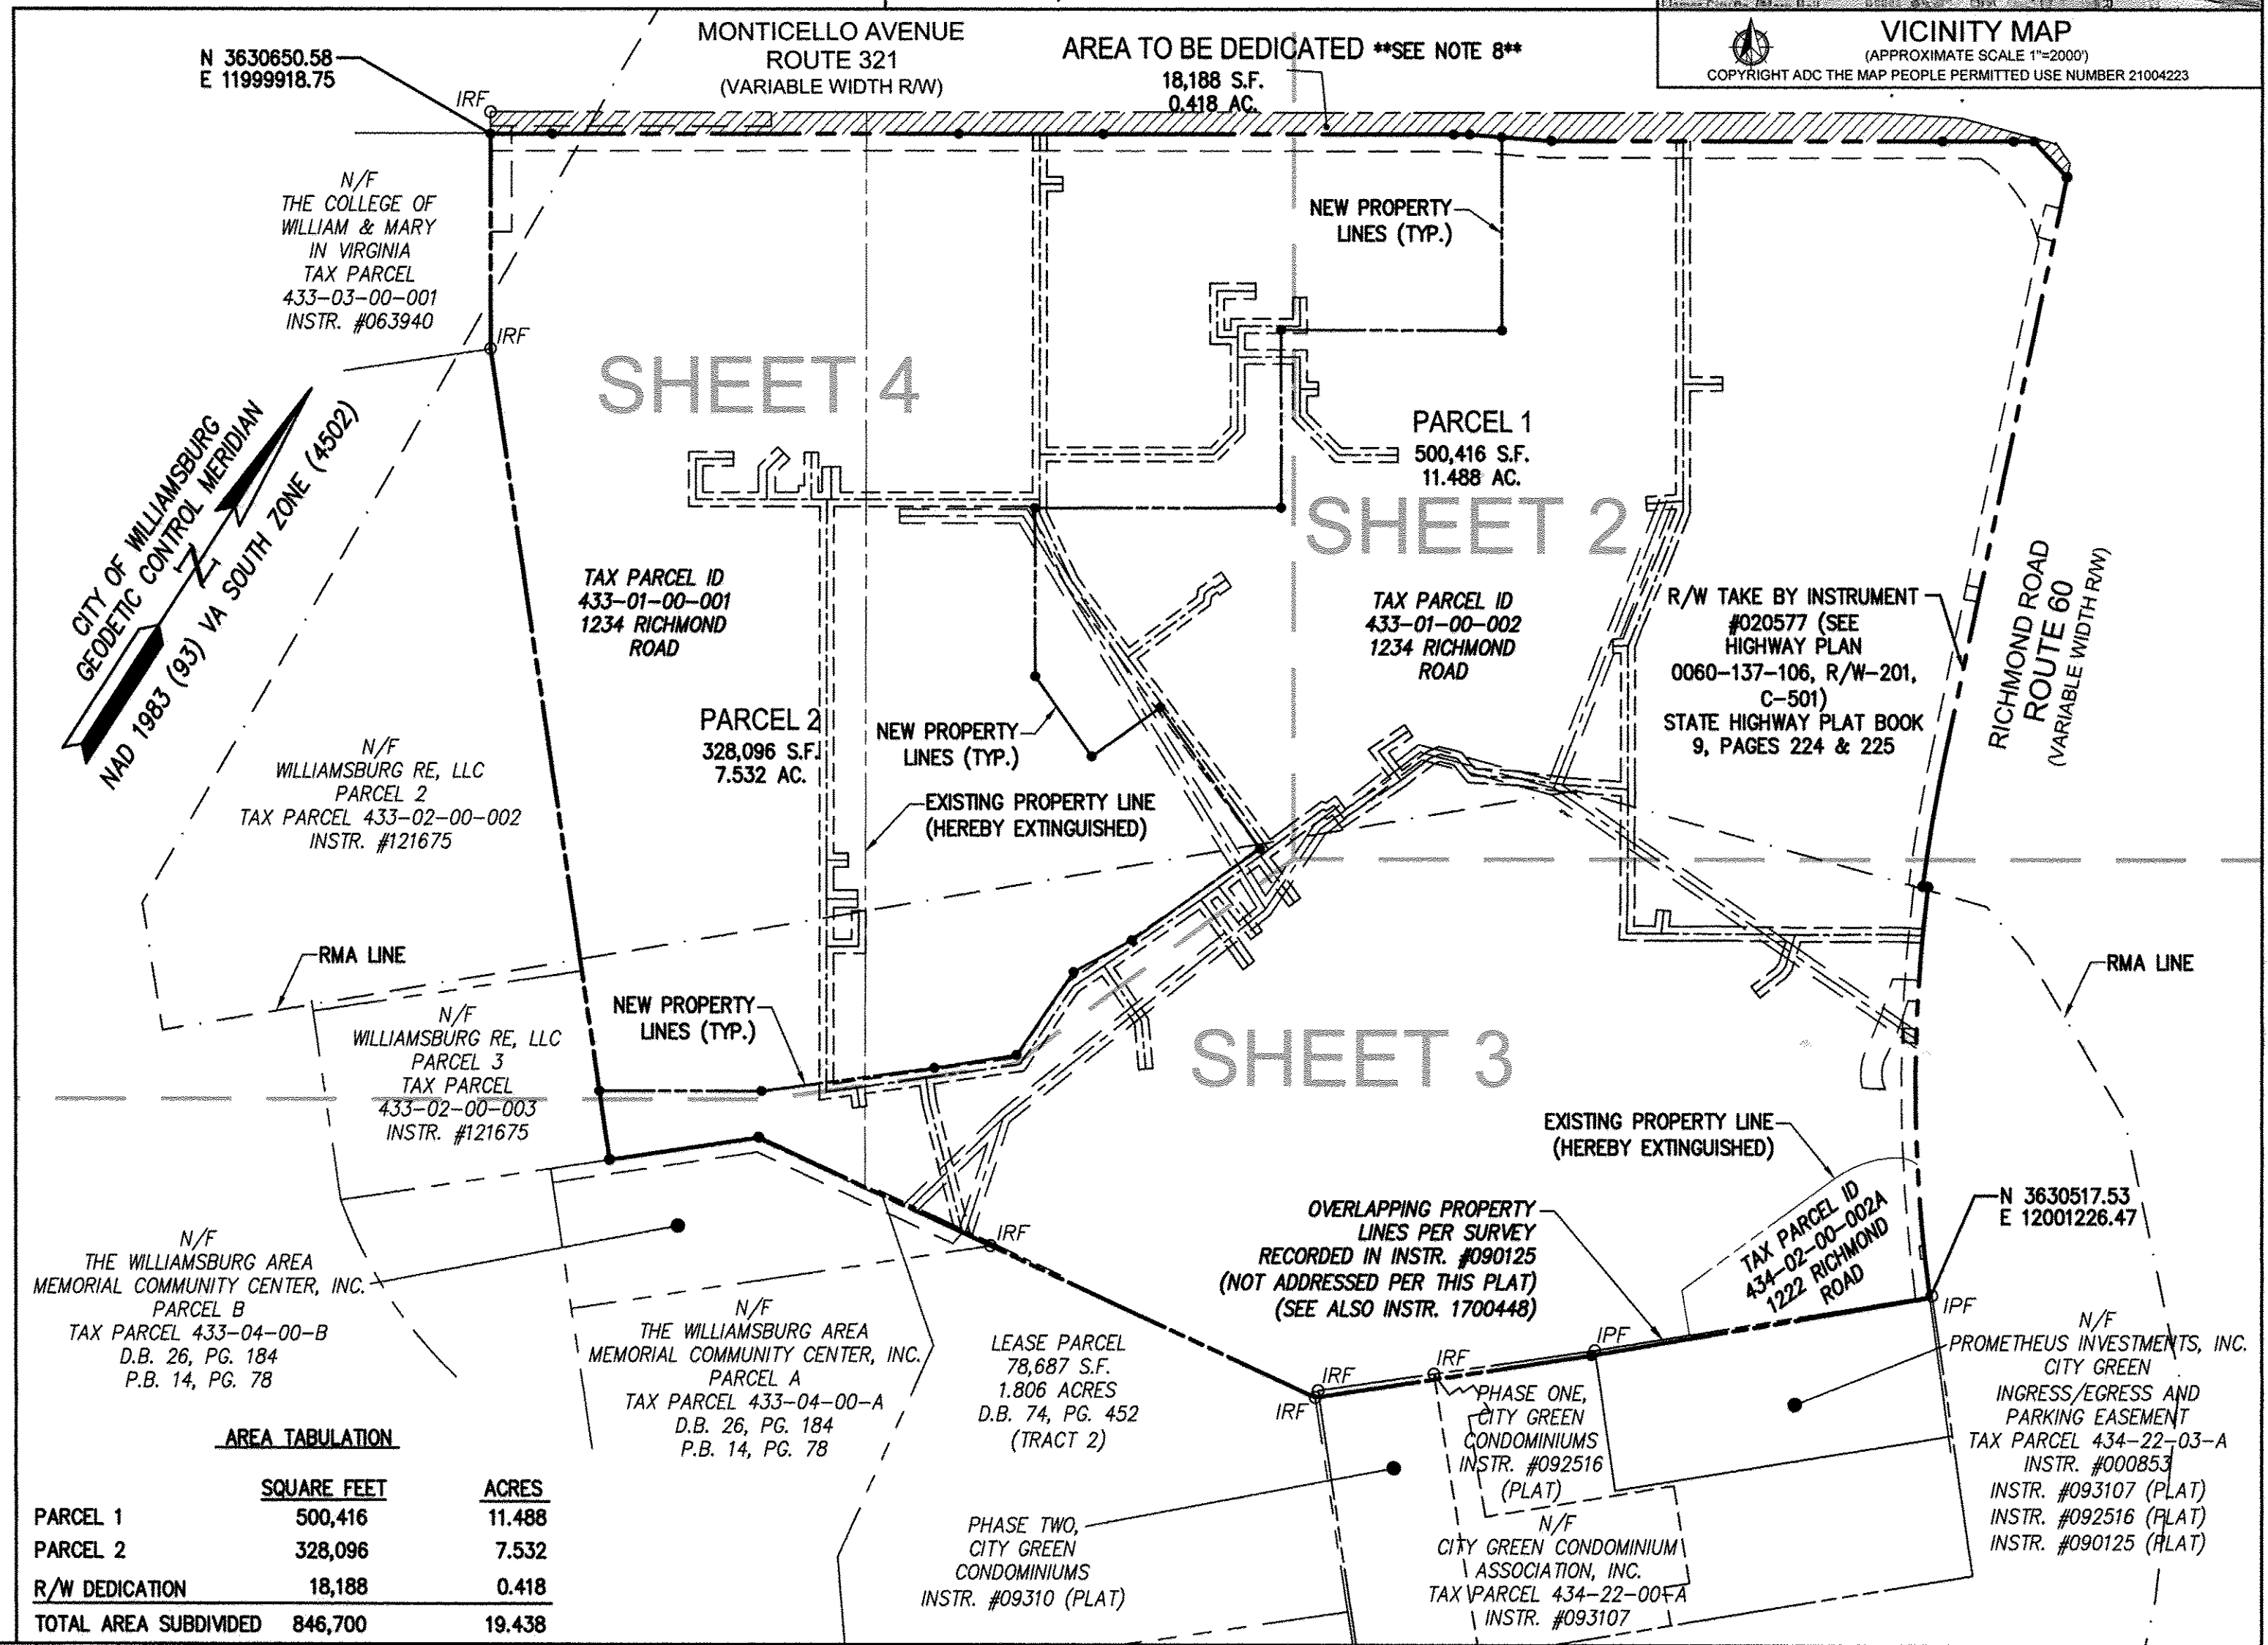 VICINITY MAP
(APPROXIMATE SCALE 1"=2000')
COPYRIGHT ADC THE MAP PEOPLE PERMITTED USE NUMBER 21004223
N 3630650.58
E 11999918.75
IRF
MONTICELLO AVENUE
ROUTE 321
(VARIABLE WIDTH R/W)
AREA TO BE DEDICATED **SEE NOTE 8**
18,188 S.F.
0.418 AC.
N/F
THE COLLEGE OF
WILLIAM & MARY
IN VIRGINIA
TAX PARCEL
433-03-00-001
INSTR. #063940
IRF
NEW PROPERTY
LINES (TYP.)
SHEET 4
PARCEL 1
500,416 S.F.
11.488 AC.
SHEET 2
CITY OF WILLIAMSBURG
GEODETIC CONTROL MERIDIAN
N
NAD 1983 (93) VA SOUTH ZONE (4502)
TAX PARCEL ID
433-01-00-001
1234 RICHMOND
ROAD
TAX PARCEL ID
433-01-00-002
1234 RICHMOND
ROAD
R/W TAKE BY INSTRUMENT
#020577 (SEE
HIGHWAY PLAN
0060-137-106, R/W-201,
C-501)
STATE HIGHWAY PLAT BOOK
9, PAGES 224 & 225
RICHMOND ROAD
ROUTE 60
(VARIABLE WIDTH R/W)
PARCEL 2
328,096 S.F.
7.532 AC.
NEW PROPERTY
LINES (TYP.)
N/F
WILLIAMSBURG RE, LLC
PARCEL 2
TAX PARCEL 433-02-00-002
INSTR. #121675
EXISTING PROPERTY LINE
(HEREBY EXTINGUISHED)
RMA LINE
RMA LINE
N/F
WILLIAMSBURG RE, LLC
PARCEL 3
TAX PARCEL
433-02-00-003
INSTR. #121675
NEW PROPERTY
LINES (TYP.)
SHEET 3
EXISTING PROPERTY LINE
(HEREBY EXTINGUISHED)
OVERLAPPING PROPERTY
LINES PER SURVEY
RECORDED IN INSTR. #090125
(NOT ADDRESSED PER THIS PLAT)
(SEE ALSO INSTR. 1700448)
TAX PARCEL ID
434-02-00-002A
1222 RICHMOND
ROAD
N 3630517.53
E 12001226.47
IRF
IPF
IPF
IRF
IRF
IRF
N/F
THE WILLIAMSBURG AREA
MEMORIAL COMMUNITY CENTER, INC.
PARCEL B
TAX PARCEL 433-04-00-B
D.B. 26, PG. 184
P.B. 14, PG. 78
N/F
THE WILLIAMSBURG AREA
MEMORIAL COMMUNITY CENTER, INC.
PARCEL A
TAX PARCEL 433-04-00-A
D.B. 26, PG. 184
P.B. 14, PG. 78
LEASE PARCEL
78,687 S.F.
1.806 ACRES
D.B. 74, PG. 452
(TRACT 2)
PHASE ONE,
CITY GREEN
CONDOMINIUMS
INSTR. #092516
(PLAT)
N/F
PROMETHEUS INVESTMENTS, INC.
CITY GREEN
INGRESS/EGRESS AND
PARKING EASEMENT
TAX PARCEL 434-22-03-A
INSTR. #000853
INSTR. #093107 (PLAT)
INSTR. #092516 (PLAT)
INSTR. #090125 (PLAT)
PHASE TWO,
CITY GREEN
CONDOMINIUMS
INSTR. #09310 (PLAT)
N/F
CITY GREEN CONDOMINIUM
ASSOCIATION, INC.
TAX PARCEL 434-22-00-A
INSTR. #093107
AREA TABULATION
SQUARE FEET ACRES
PARCEL 1 500,416 11.488
PARCEL 2 328,096 7.532
R/W DEDICATION 18,188 0.418
TOTAL AREA SUBDIVIDED 846,700 19.438